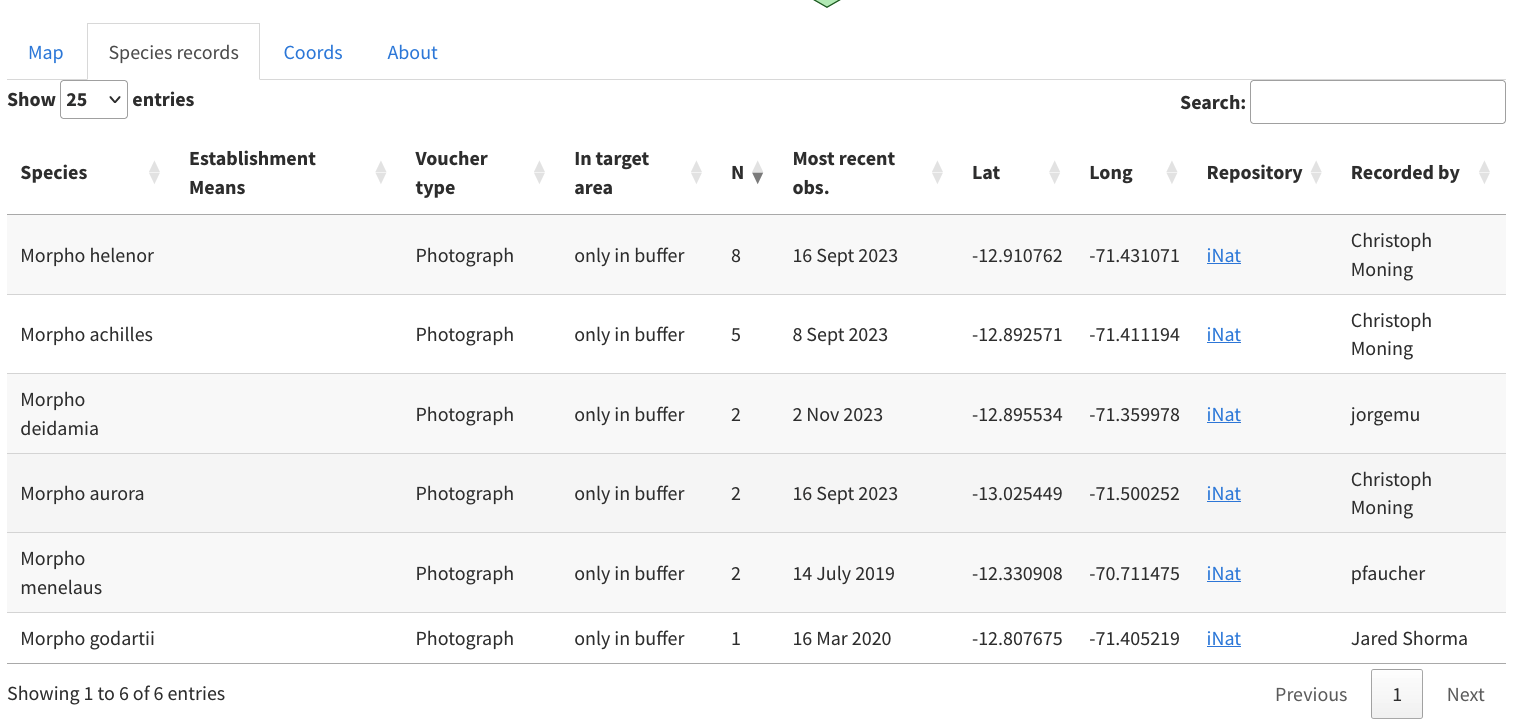 Map Species records Coords About
Show 25 entries Search:
Species Establishment Means Voucher type In target area N Most recent obs. Lat Long Repository Recorded by
Morpho helenor Photograph only in buffer 8 16 Sept 2023 -12.910762 -71.431071 iNat Christoph Moning
Morpho achilles Photograph only in buffer 5 8 Sept 2023 -12.892571 -71.411194 iNat Christoph Moning
Morpho deidamia Photograph only in buffer 2 2 Nov 2023 -12.895534 -71.359978 iNat jorgemu
Morpho aurora Photograph only in buffer 2 16 Sept 2023 -13.025449 -71.500252 iNat Christoph Moning
Morpho menelaus Photograph only in buffer 2 14 July 2019 -12.330908 -70.711475 iNat pfaucher
Morpho godartii Photograph only in buffer 1 16 Mar 2020 -12.807675 -71.405219 iNat Jared Shorma
Showing 1 to 6 of 6 entries Previous 1 Next